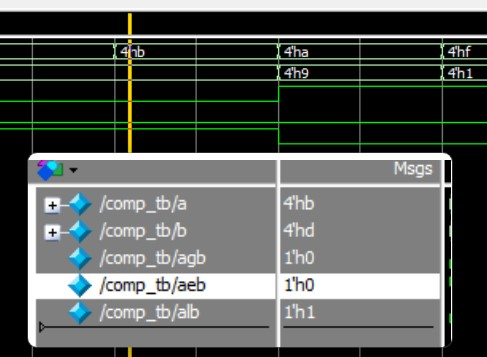 4'hb 4'ha 4'hf
4'h9 4'h1
Msgs
/comp_tb/a 4'hb
/comp_tb/b 4'hd
/comp_tb/agb 1'h0
/comp_tb/aeb 1'h0
/comp_tb/alb 1'h1